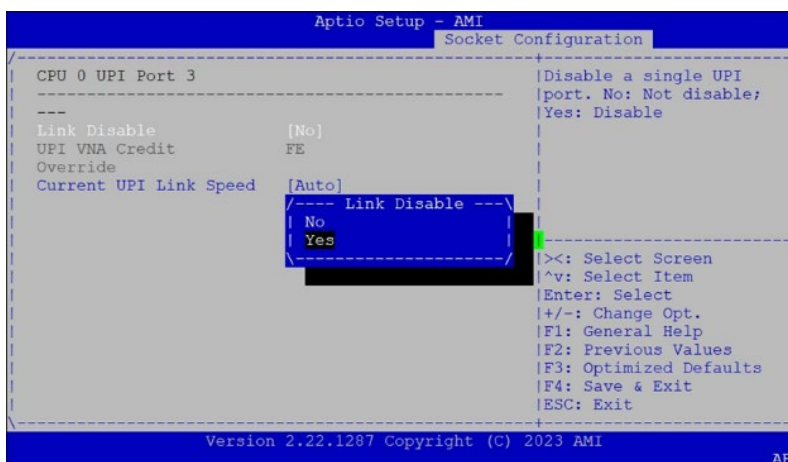 Aptio Setup - AMI
Socket Configuration
CPU 0 UPI Port 3
---
Link Disable [No]
UPI VNA Credit FE
Override
Current UPI Link Speed [Auto]
Link Disable
No
Yes
Disable a single UPI
port. No: Not disable;
Yes: Disable
><: Select Screen
^v: Select Item
Enter: Select
+/-: Change Opt.
F1: General Help
F2: Previous Values
F3: Optimized Defaults
F4: Save & Exit
ESC: Exit
Version 2.22.1287 Copyright (C) 2023 AMI